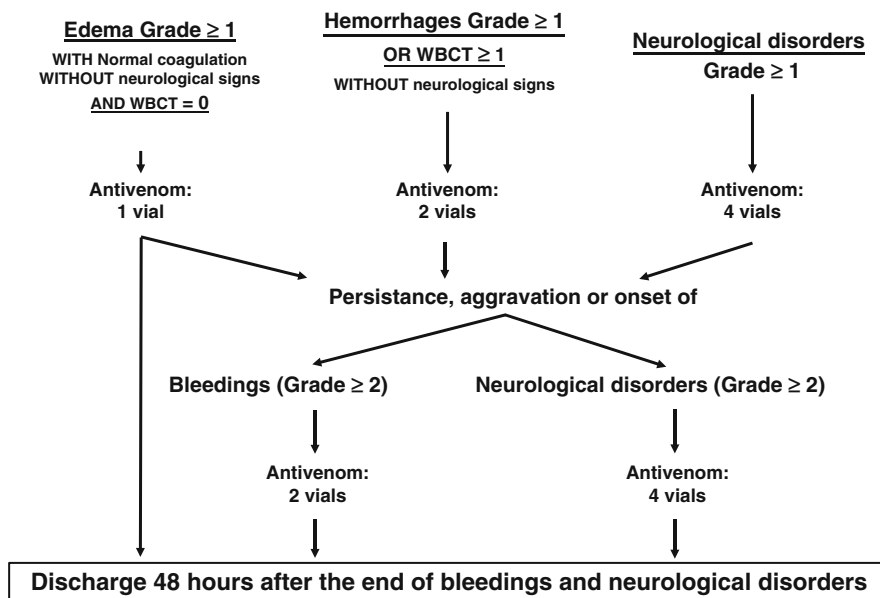 Edema Grade ≥ 1
WITH Normal coagulation
WITHOUT neurological signs
AND WBCT = 0
Hemorrhages Grade ≥ 1
OR WBCT ≥ 1
WITHOUT neurological signs
Neurological disorders
Grade ≥ 1
Antivenom:
1 vial
Antivenom:
2 vials
Antivenom:
4 vials
Persistance, aggravation or onset of
Bleedings (Grade ≥ 2)
Neurological disorders (Grade ≥ 2)
Antivenom:
2 vials
Antivenom:
4 vials
Discharge 48 hours after the end of bleedings and neurological disorders